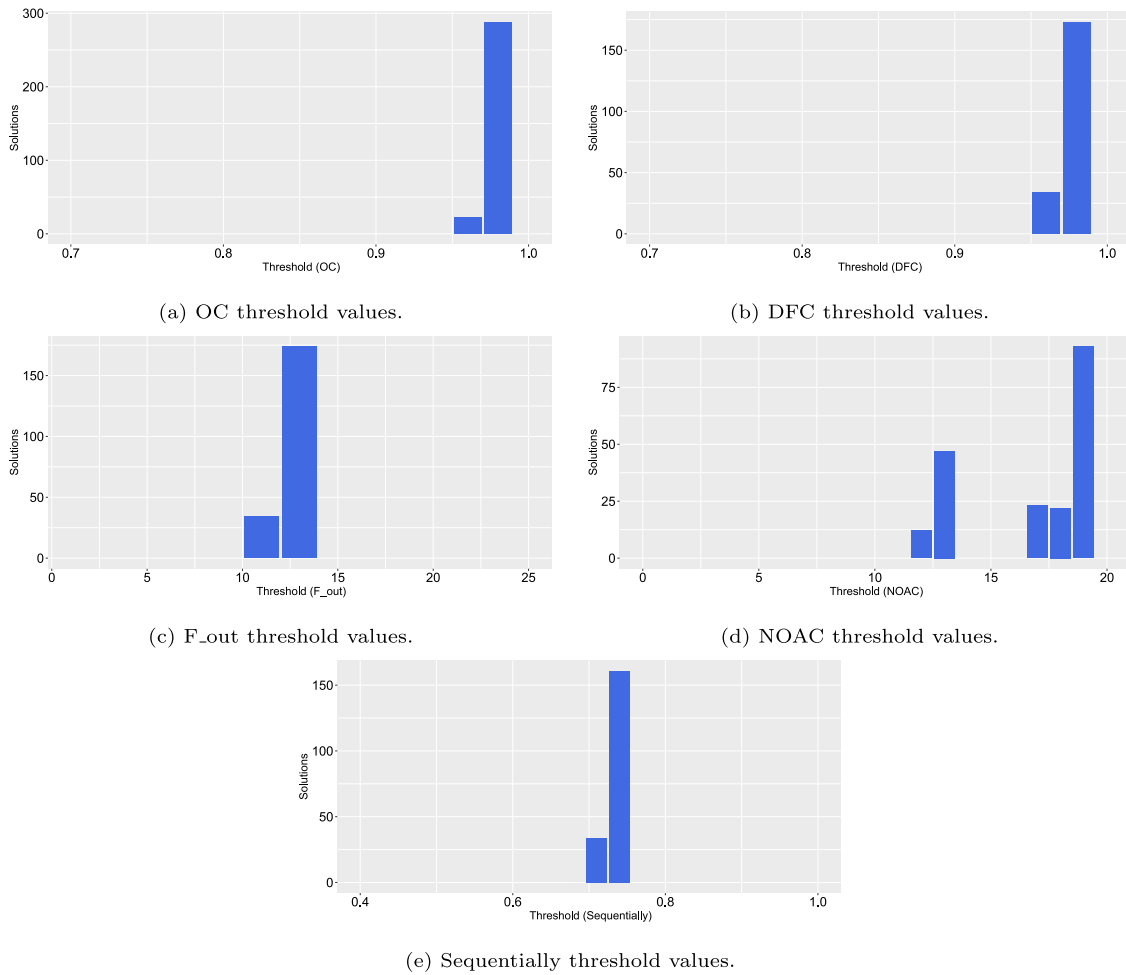 300
200
100
0
Solutions
0.7 0.8 0.9 1.0
Threshold (OC)
(a) OC threshold values.
150
100
50
0
Solutions
0.7 0.8 0.9 1.0
Threshold (DFC)
(b) DFC threshold values.
150
100
50
0
Solutions
0 5 10 15 20 25
Threshold (F_out)
(c) F_out threshold values.
75
50
25
0
Solutions
0 5 10 15 20
Threshold (NOAC)
(d) NOAC threshold values.
150
100
50
0
Solutions
0.4 0.6 0.8 1.0
Threshold (Sequentially)
(e) Sequentially threshold values.